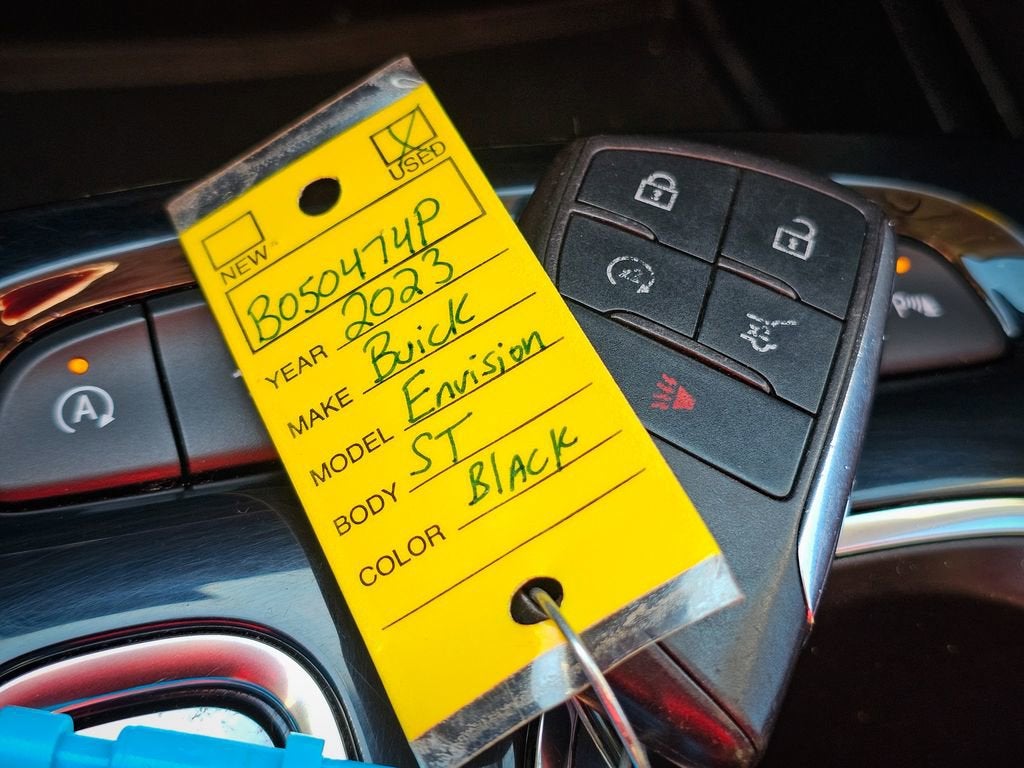 USED
NEW
B050474P
YEAR 2023
MAKE Buick
MODEL Envision
BODY ST
COLOR Black
A